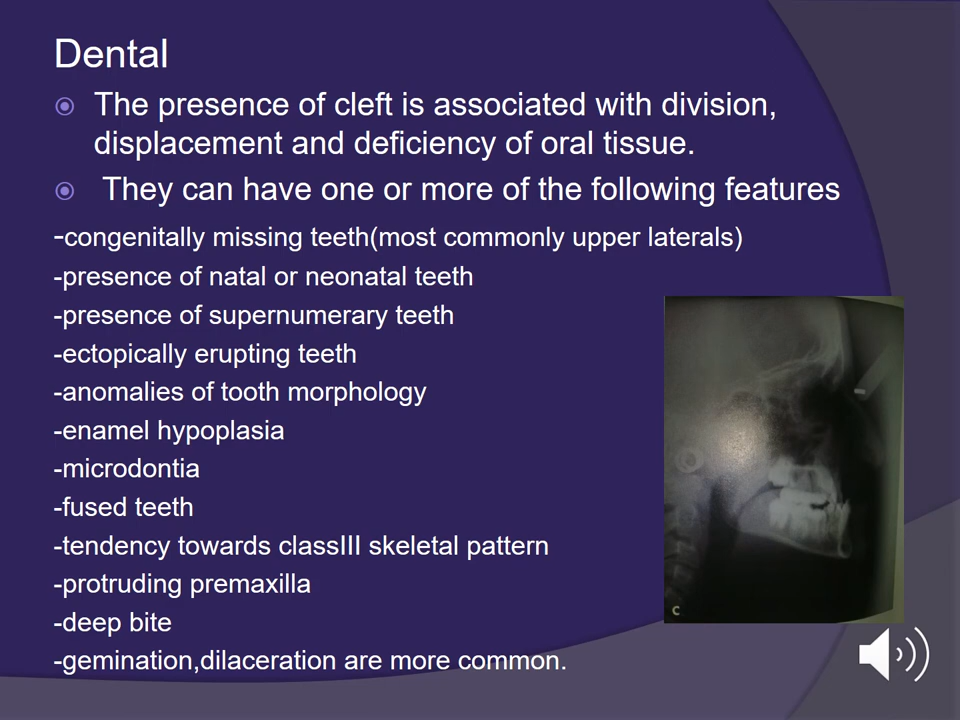 Dental
The presence of cleft is associated with division,
displacement and deficiency of oral tissue.
They can have one or more of the following features
-congenitally missing teeth(most commonly upper laterals)
-presence of natal or neonatal teeth
-presence of supernumerary teeth
-ectopically erupting teeth
-anomalies of tooth morphology
-enamel hypoplasia
-microdontia
-fused teeth
-tendency towards classIII skeletal pattern
-protruding premaxilla
-deep bite
-gemination,dilaceration are more common.
C